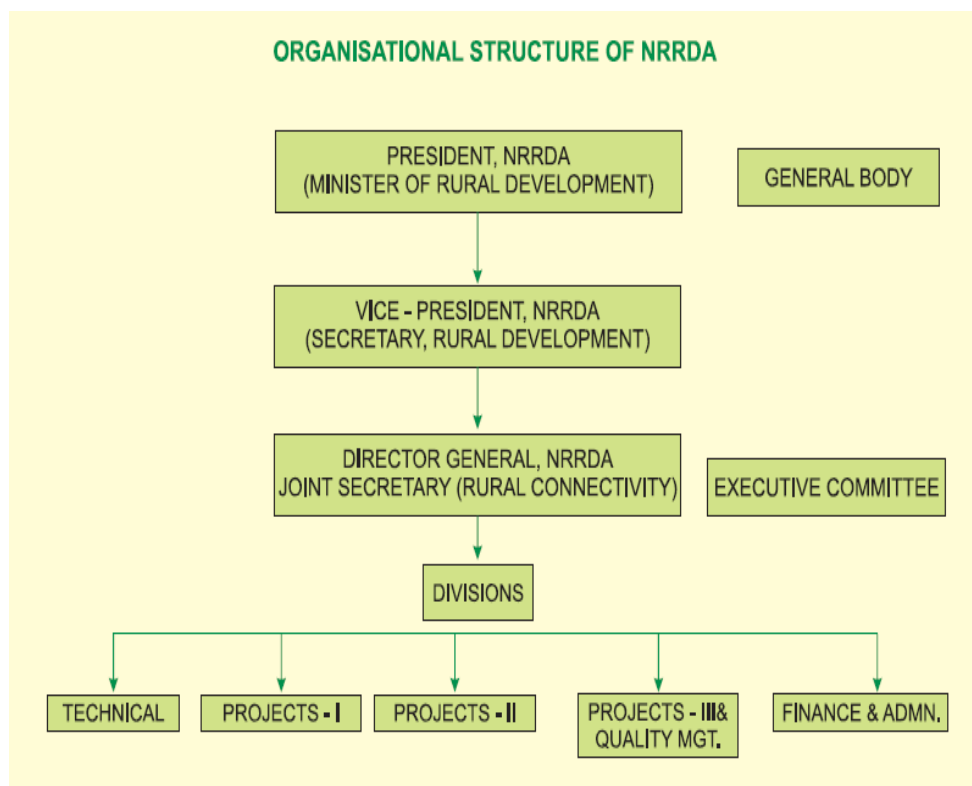 ORGANISATIONAL STRUCTURE OF NRRDA
PRESIDENT, NRRDA
(MINISTER OF RURAL DEVELOPMENT)
GENERAL BODY
VICE - PRESIDENT, NRRDA
(SECRETARY, RURAL DEVELOPMENT)
DIRECTOR GENERAL, NRRDA
JOINT SECRETARY (RURAL CONNECTIVITY)
EXECUTIVE COMMITTEE
DIVISIONS
TECHNICAL
PROJECTS - I
PROJECTS - II
PROJECTS - III&
QUALITY MGT.
FINANCE & ADMN.